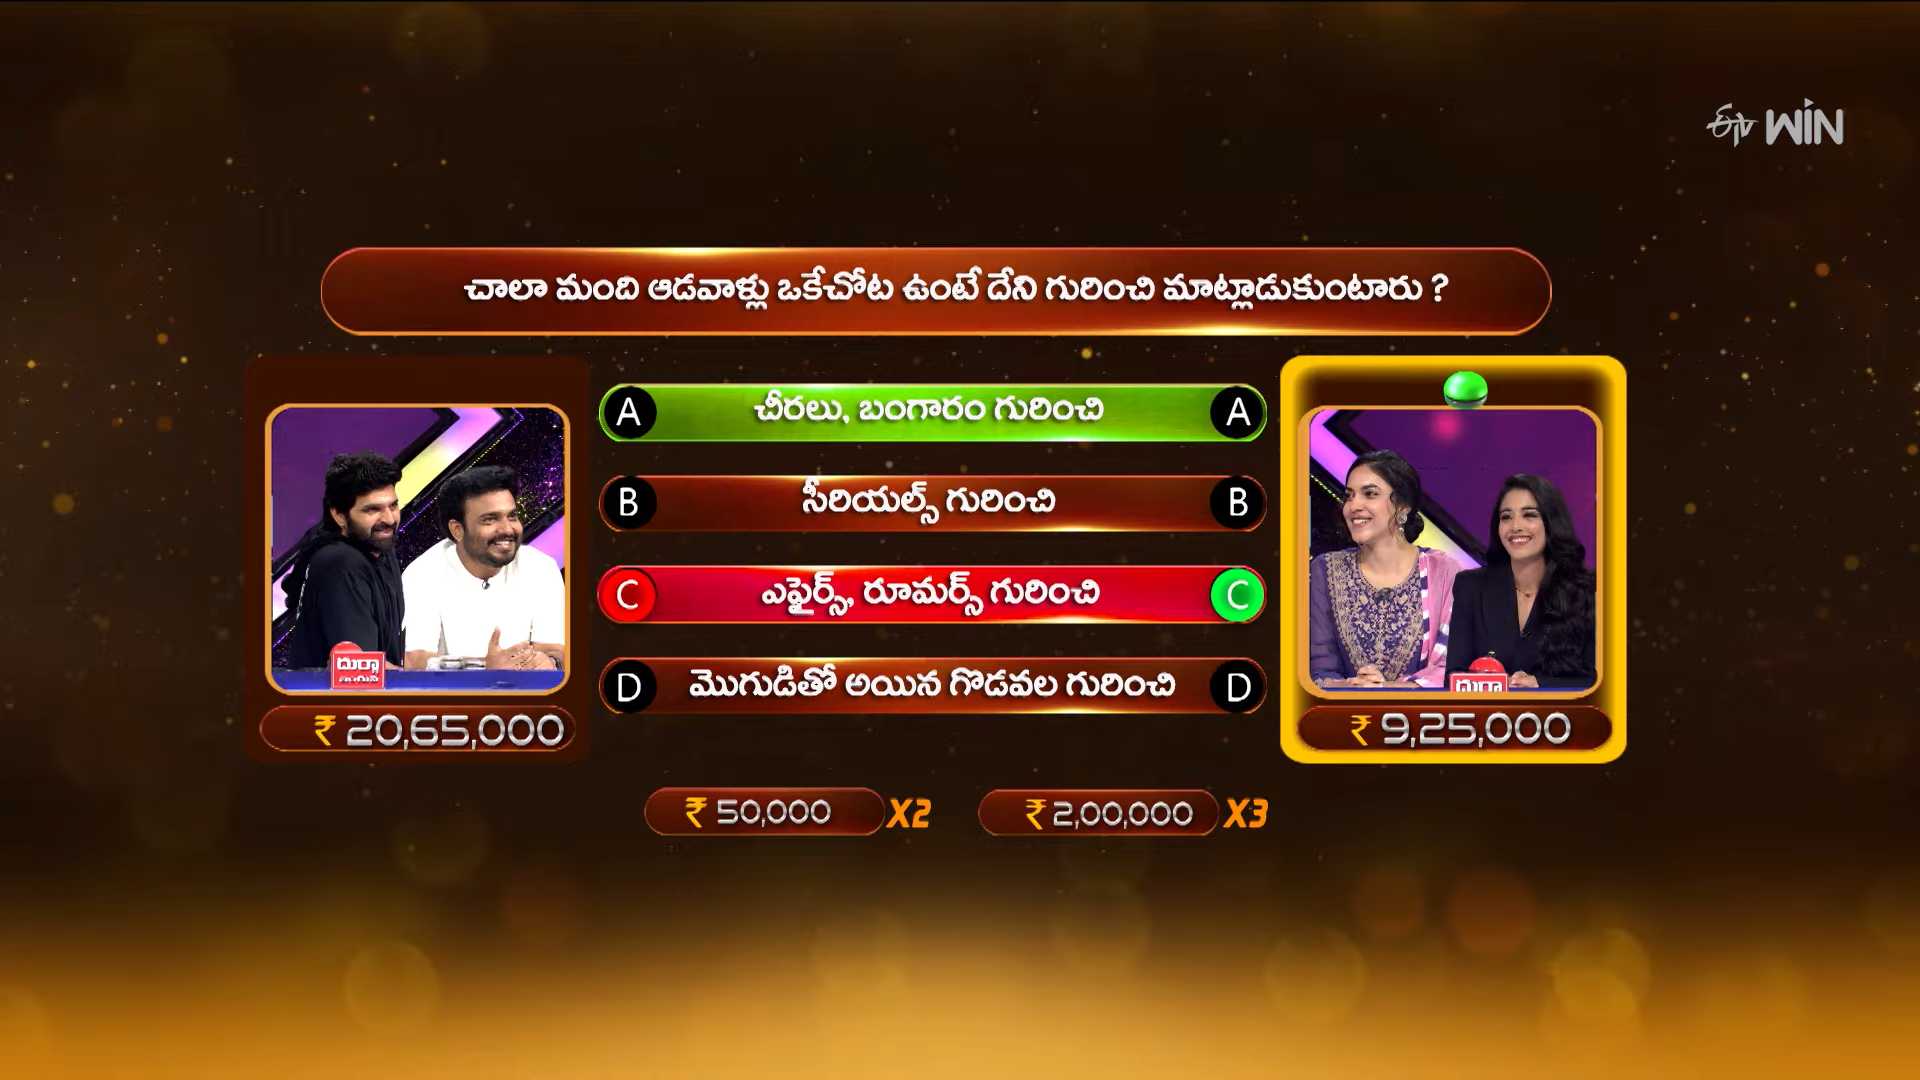 ఈtv WIN
చాలా మంది ఆడవాళ్లు ఒకేచోట ఉంటే దేని గురించి మాట్లాడుకుంటారు ?
A చీరలు, బంగారం గురించి A
B సీరియల్స్ గురించి B
C ఎఫైర్స్, రూమర్స్ గురించి C
D మొగుడితో అయిన గొడవల గురించి D
దుర్గా
దుర్గా
₹ 20,65,000
₹ 9,25,000
₹ 50,000 X2
₹ 2,00,000 X3